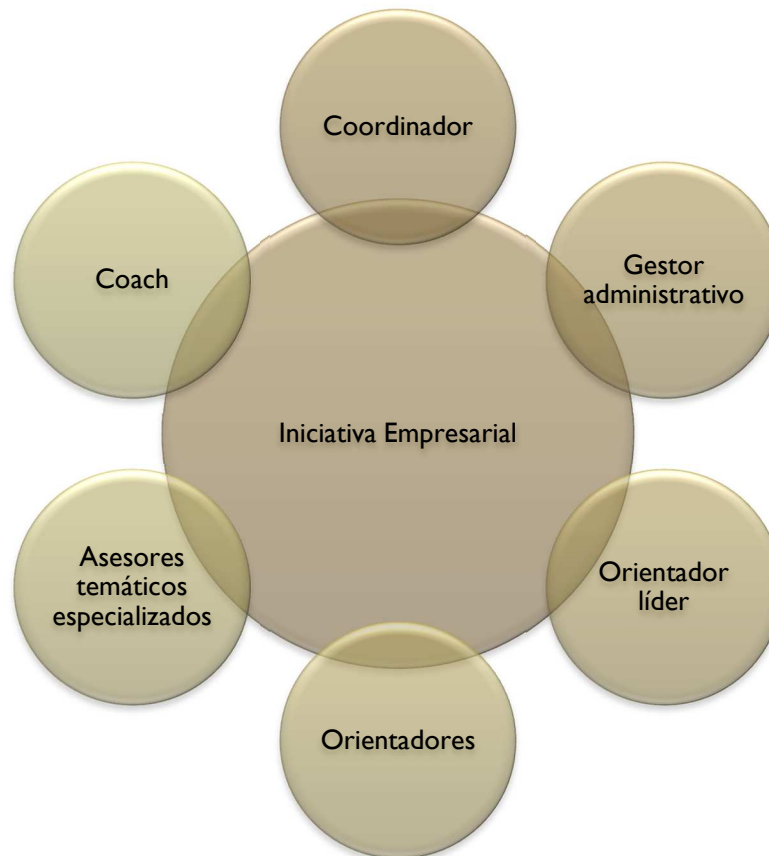 Coordinador
Gestor
administrativo
Orientador
líder
Orientadores
Asesores
temáticos
especializados
Coach
Iniciativa Empresarial